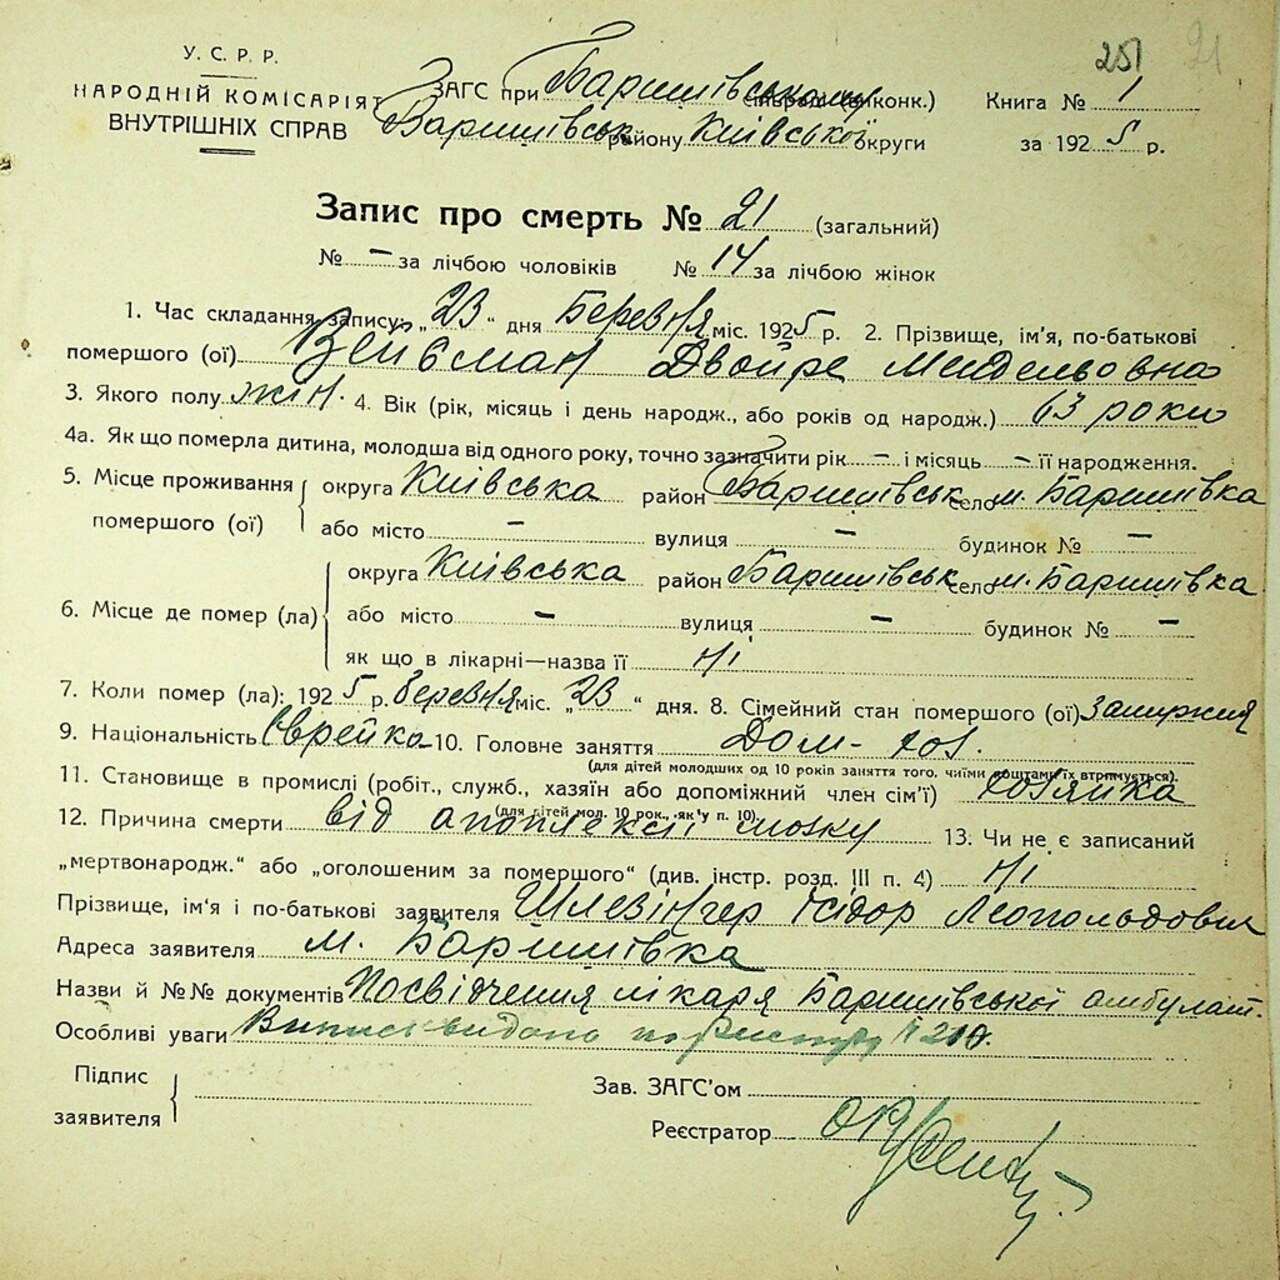 251 21
У. С. Р. Р.
НАРОДНІЙ КОМІСАРІЯТ
ВНУТРІШНІХ СПРАВ
ЗАГС при Баришівському (виконк.)
Баришівськ району Київської округи
Книга № 1
за 1925 р.
Запис про смерть № 21 (загальний)
№ – за лічбою чоловіків № 14 за лічбою жінок
1. Час складання запису: „23“ дня Березня міс. 1925 р. 2. Прізвище, ім'я, по-батькові
помершого (ої) Вейсман Двойре Мендельовна
3. Якого полу жін. 4. Вік (рік, місяць і день народж., або років од народж.) 63 роки
4а. Як що померла дитина, молодша від одного року, точно зазначити рік – і місяць – її народження.
5. Місце проживання помершого (ої) округа Київська район Баришівськ село м. Баришівка
або місто – вулиця – будинок № –
6. Місце де помер (ла) округа Київська район Баришівськ село м. Баришівка
або місто – вулиця – будинок № –
як що в лікарні—назва її ні
7. Коли помер (ла): 1925 р. березня міс. „23“ дня. 8. Сімейний стан помершого (ої) Замужня
9. Національність Єврейка 10. Головне заняття Дом-хоз.
(для дітей молодших од 10 років заняття того, чиїми коштами їх втримується).
11. Становище в промислі (робіт., служб., хазяїн або допоміжний член сім'ї) хозяйка
(для дітей мол. 10 рок., як у п. 10).
12. Причина смерти від апоплексії мозку 13. Чи не є записаний
„мертвонародж.“ або „оголошеним за помершого“ (див. інстр. розд. III п. 4) ні
Прізвище, ім'я і по-батькові заявителя Шлезінгер Ісідор Леопольдович
Адреса заявителя м. Баришівка
Назви й №№ документів Посвідчення лікаря Баришівської амбулат.
Особливі уваги Випись видана по реєстру № 210.
Підпис
заявителя
Зав. ЗАГС'ом
Реєстратор